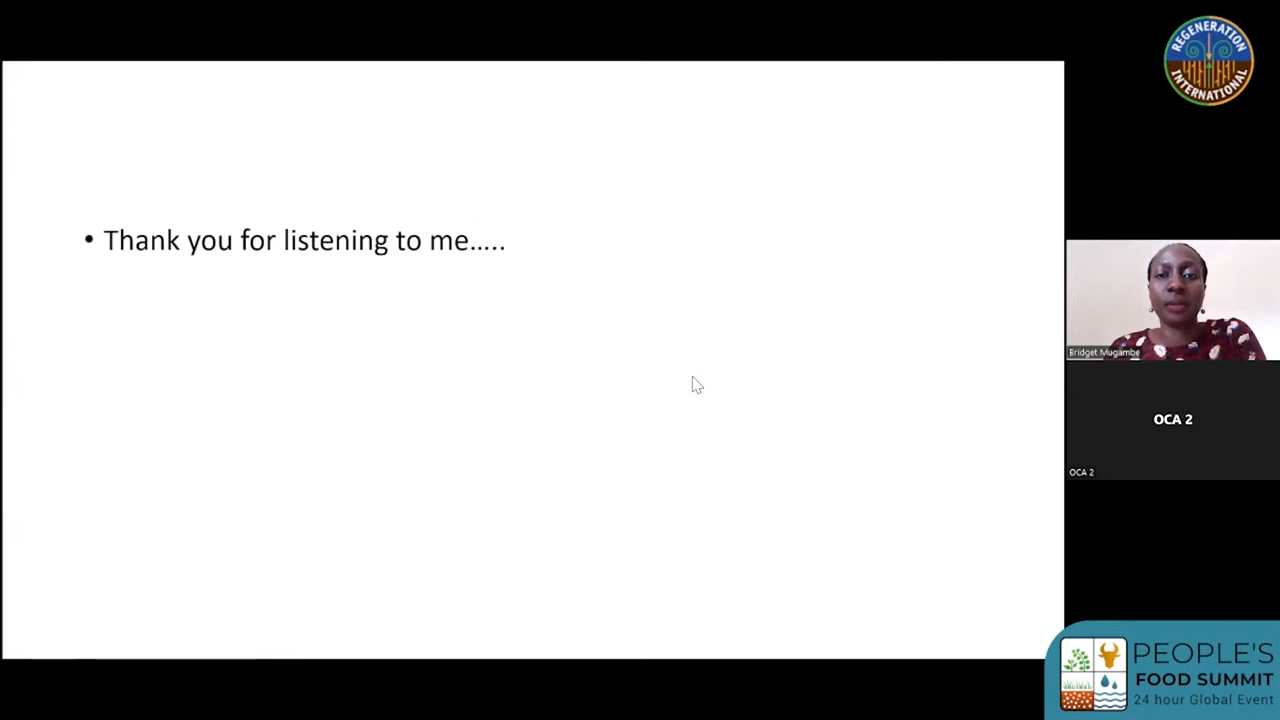 REGENERATION
INTERNATIONAL
• Thank you for listening to me.....
Bridget Mugambe
OCA 2
OCA 2
PEOPLE'S
FOOD SUMMIT
24 hour Global Event